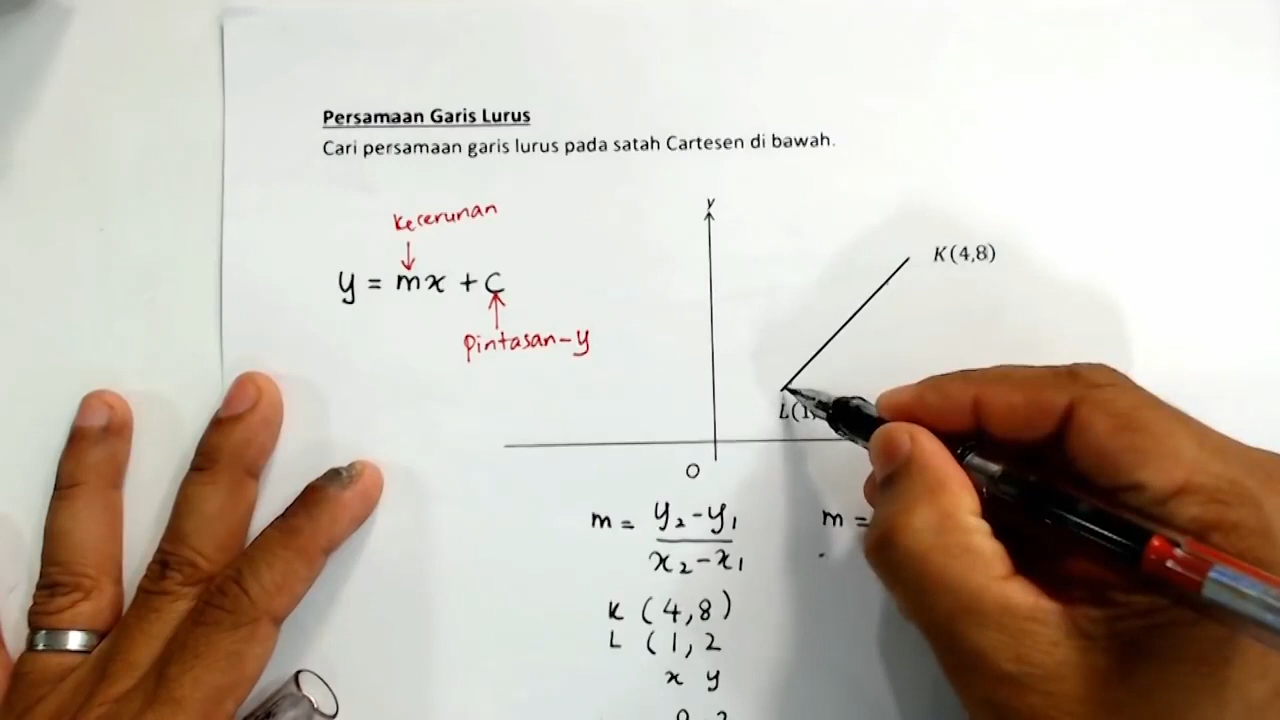 Persamaan Garis Lurus
Cari persamaan garis lurus pada satah Cartesen di bawah.
kecerunan
y = mx + c
pintasan-y
y
K(4,8)
L(1,
O
m = y₂-y₁ / x₂-x₁
m =
K (4,8)
L (1,2
x y